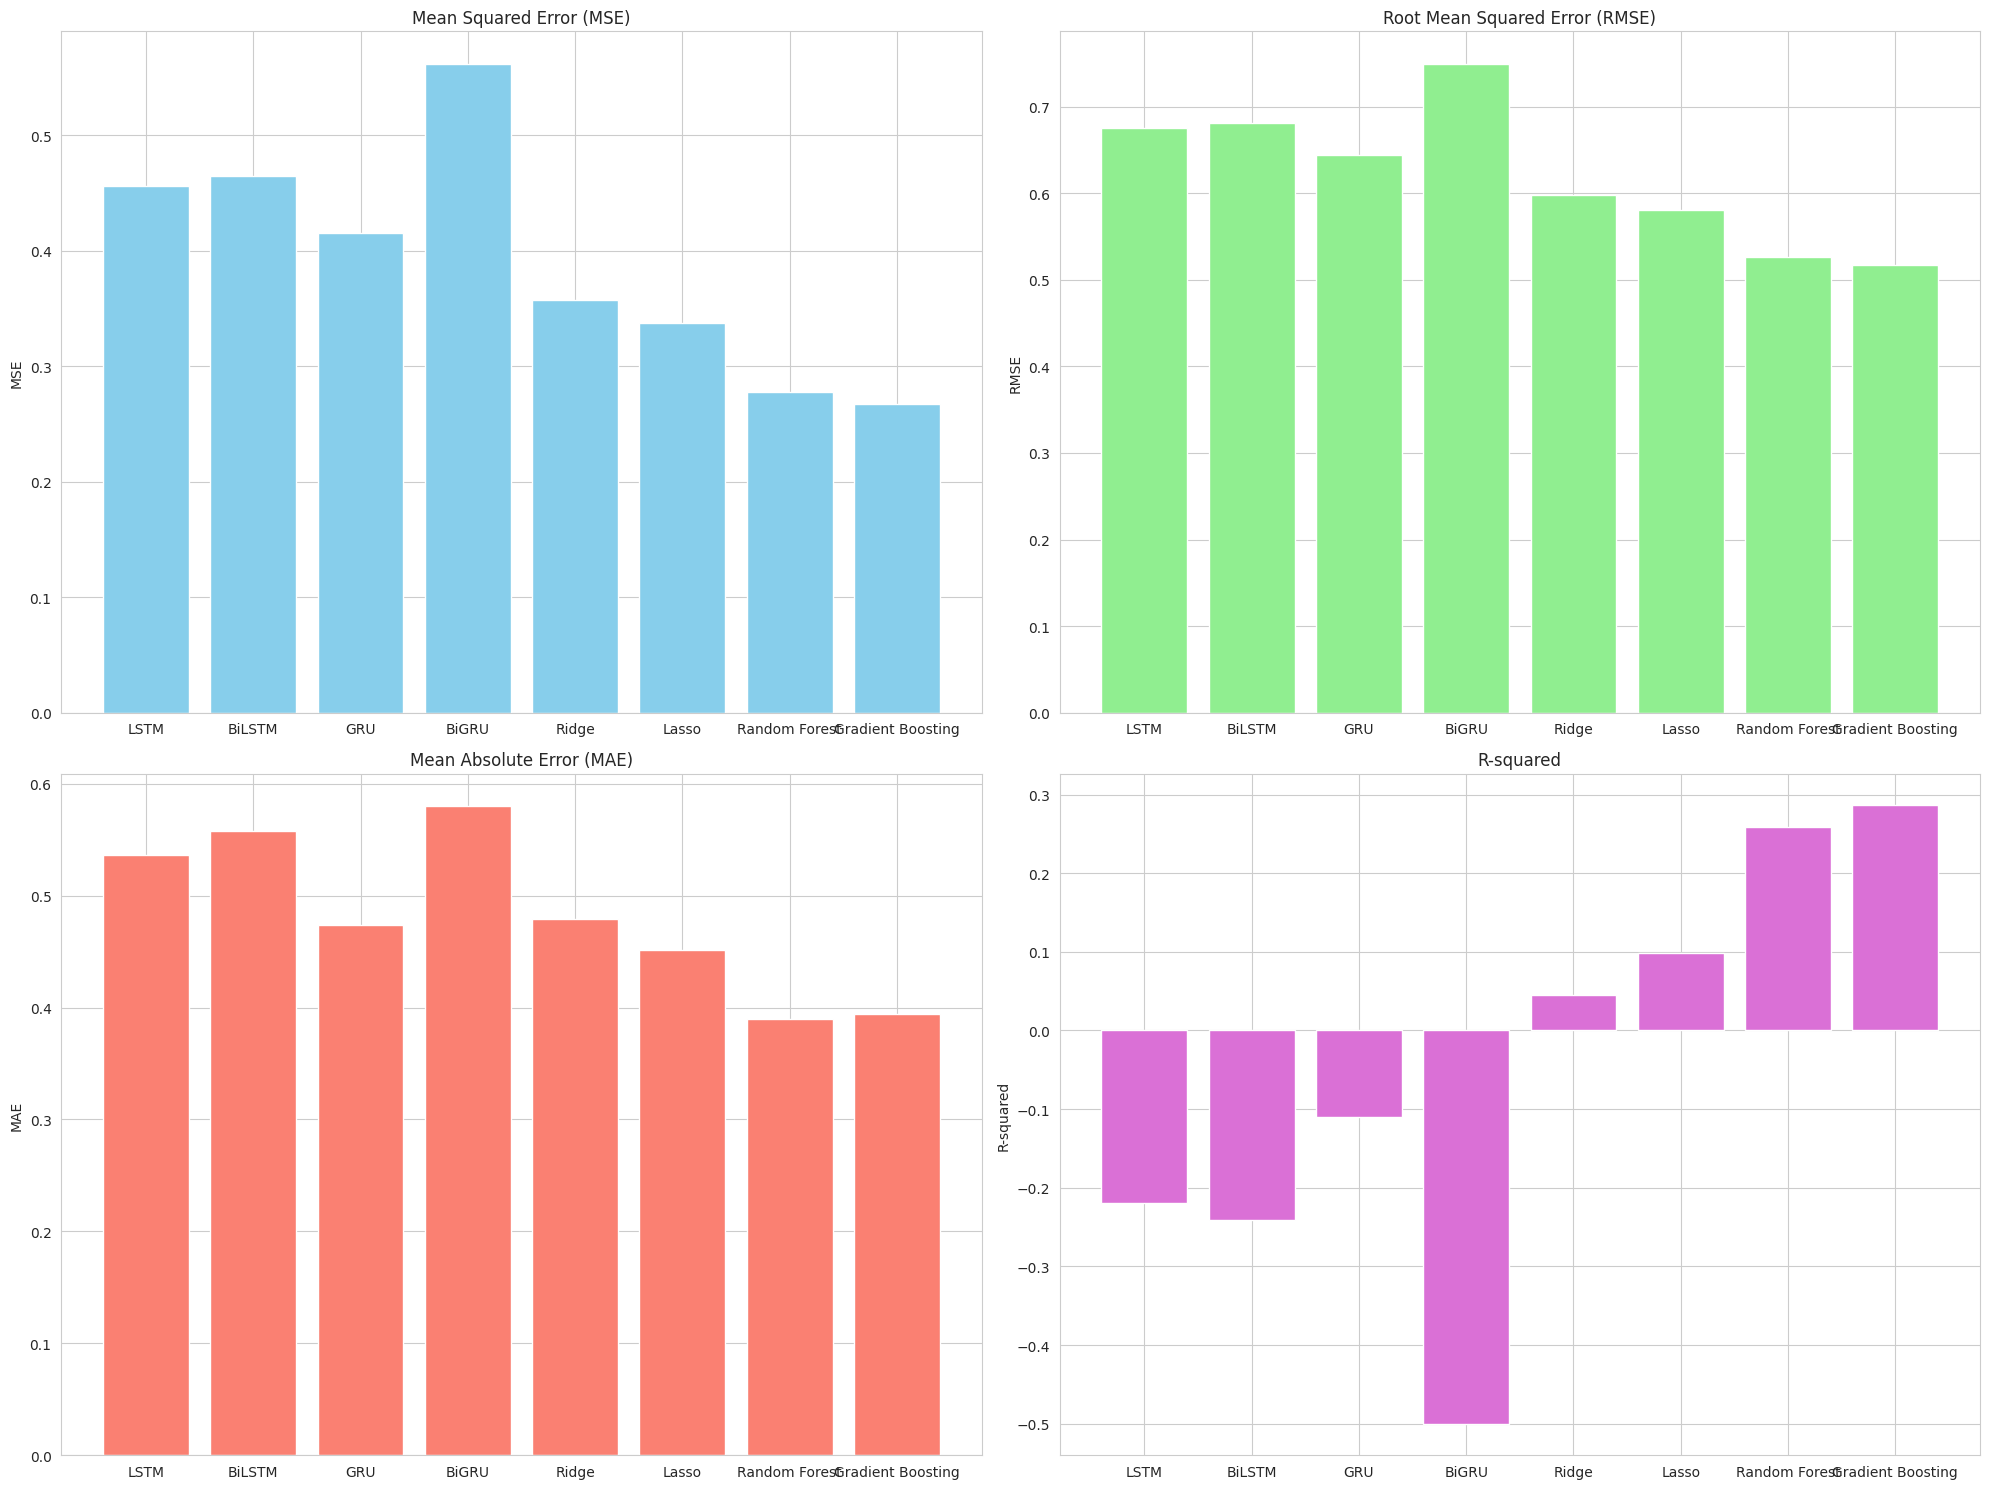 Mean Squared Error (MSE)
MSE
0.5
0.4
0.3
0.2
0.1
0.0
LSTM BiLSTM GRU BiGRU Ridge Lasso Random Forest Gradient Boosting
Root Mean Squared Error (RMSE)
RMSE
0.7
0.6
0.5
0.4
0.3
0.2
0.1
0.0
LSTM BiLSTM GRU BiGRU Ridge Lasso Random Forest Gradient Boosting
Mean Absolute Error (MAE)
MAE
0.6
0.5
0.4
0.3
0.2
0.1
0.0
LSTM BiLSTM GRU BiGRU Ridge Lasso Random Forest Gradient Boosting
R-squared
R-squared
0.3
0.2
0.1
0.0
−0.1
−0.2
−0.3
−0.4
−0.5
LSTM BiLSTM GRU BiGRU Ridge Lasso Random Forest Gradient Boosting